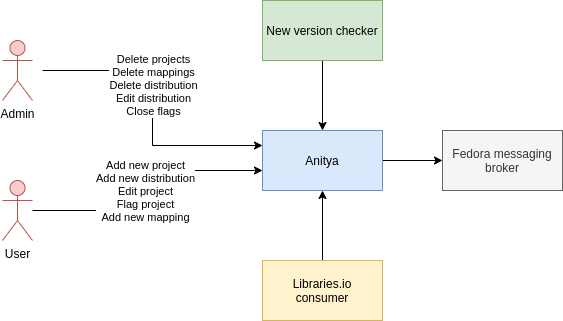 New version checker
Delete projects
Delete mappings
Delete distribution
Edit distribution
Close flags
Admin
Anitya
Fedora messaging
broker
Add new project
Add new distribution
Edit project
Flag project
Add new mapping
User
Libraries.io
consumer